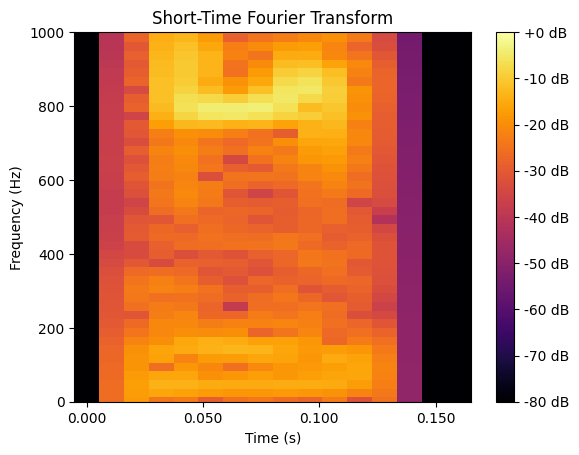 Short-Time Fourier Transform
1000
800
600
400
200
0
Frequency (Hz)
0.000
0.050
0.100
0.150
Time (s)
+0 dB
-10 dB
-20 dB
-30 dB
-40 dB
-50 dB
-60 dB
-70 dB
-80 dB